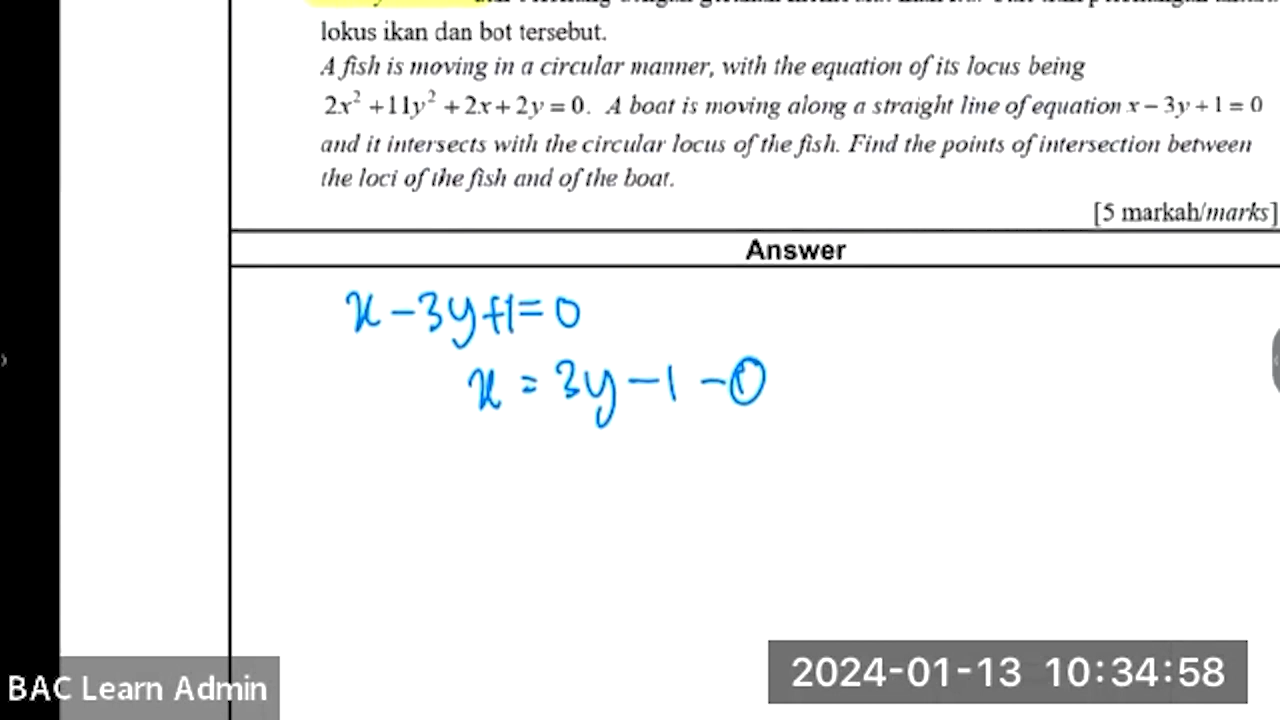 lokus ikan dan bot tersebut.
A fish is moving in a circular manner, with the equation of its locus being
2x² +11y² +2x+2y = 0. A boat is moving along a straight line of equation x – 3y +1 = 0
and it intersects with the circular locus of the fish. Find the points of intersection between
the loci of the fish and of the boat.
[5 markah/marks]
Answer
x – 3y +1 = 0
x = 3y – 1 – ①
BAC Learn Admin
2024-01-13 10:34:58